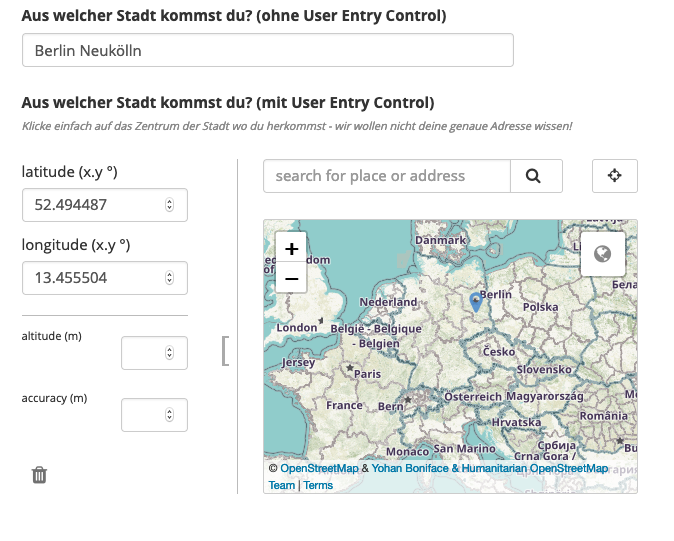 Aus welcher Stadt kommst du? (ohne User Entry Control)
Berlin Neukölln
Aus welcher Stadt kommst du? (mit User Entry Control)
Klicke einfach auf das Zentrum der Stadt wo du herkommst - wir wollen nicht deine genaue Adresse wissen!
latitude (x.y °)
52.494487
longitude (x.y °)
13.455504
altitude (m)
accuracy (m)
search for place or address
+
−
Danmark
Nederland
Berlin
Polska
London
België - Belgique
- Belgien
Česko
Slovensko
Jersey
Paris
France
Bern
Österreich
Magyarország
România
Hrvatska
Monaco
San Marino
Србија
Crna Gora /
© OpenStreetMap & Yohan Boniface & Humanitarian OpenStreetMap
Team | Terms